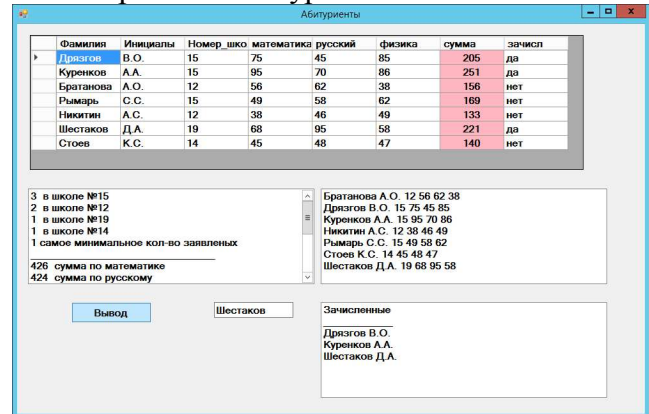 Абитуриенты
Фамилия Инициалы Номер_шко математика русский физика сумма зачисл
Дрязгов В.О. 15 75 45 85 205 да
Куренков А.А. 15 95 70 86 251 да
Братанова А.О. 12 56 62 38 156 нет
Рымарь С.С. 15 49 58 62 169 нет
Никитин А.С. 12 38 46 49 133 нет
Шестаков Д.А. 19 68 95 58 221 да
Стоев К.С. 14 45 48 47 140 нет
3 в школе №15
2 в школе №12
1 в школе №19
1 в школе №14
1 самое минимальное кол-во заявленых
426 сумма по математике
424 сумма по русскому
Братанова А.О. 12 56 62 38
Дрязгов В.О. 15 75 45 85
Куренков А.А. 15 95 70 86
Никитин А.С. 12 38 46 49
Рымарь С.С. 15 49 58 62
Стоев К.С. 14 45 48 47
Шестаков Д.А. 19 68 95 58
Вывод
Шестаков
Зачисленные
Дрязгов В.О.
Куренков А.А.
Шестаков Д.А.